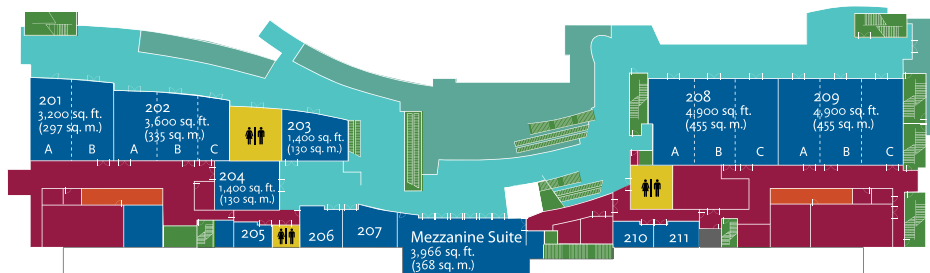 201
3,200 sq. ft.
(297 sq. m.)
A B
202
3,600 sq. ft.
(335 sq. m.)
A B C
203
1,400 sq. ft.
(130 sq. m.)
204
1,400 sq. ft.
(130 sq. m.)
205
206
207
Mezzanine Suite
3,966 sq. ft.
(368 sq. m.)
208
4,900 sq. ft.
(455 sq. m.)
A B C
209
4,900 sq. ft.
(455 sq. m.)
A B C
210
211